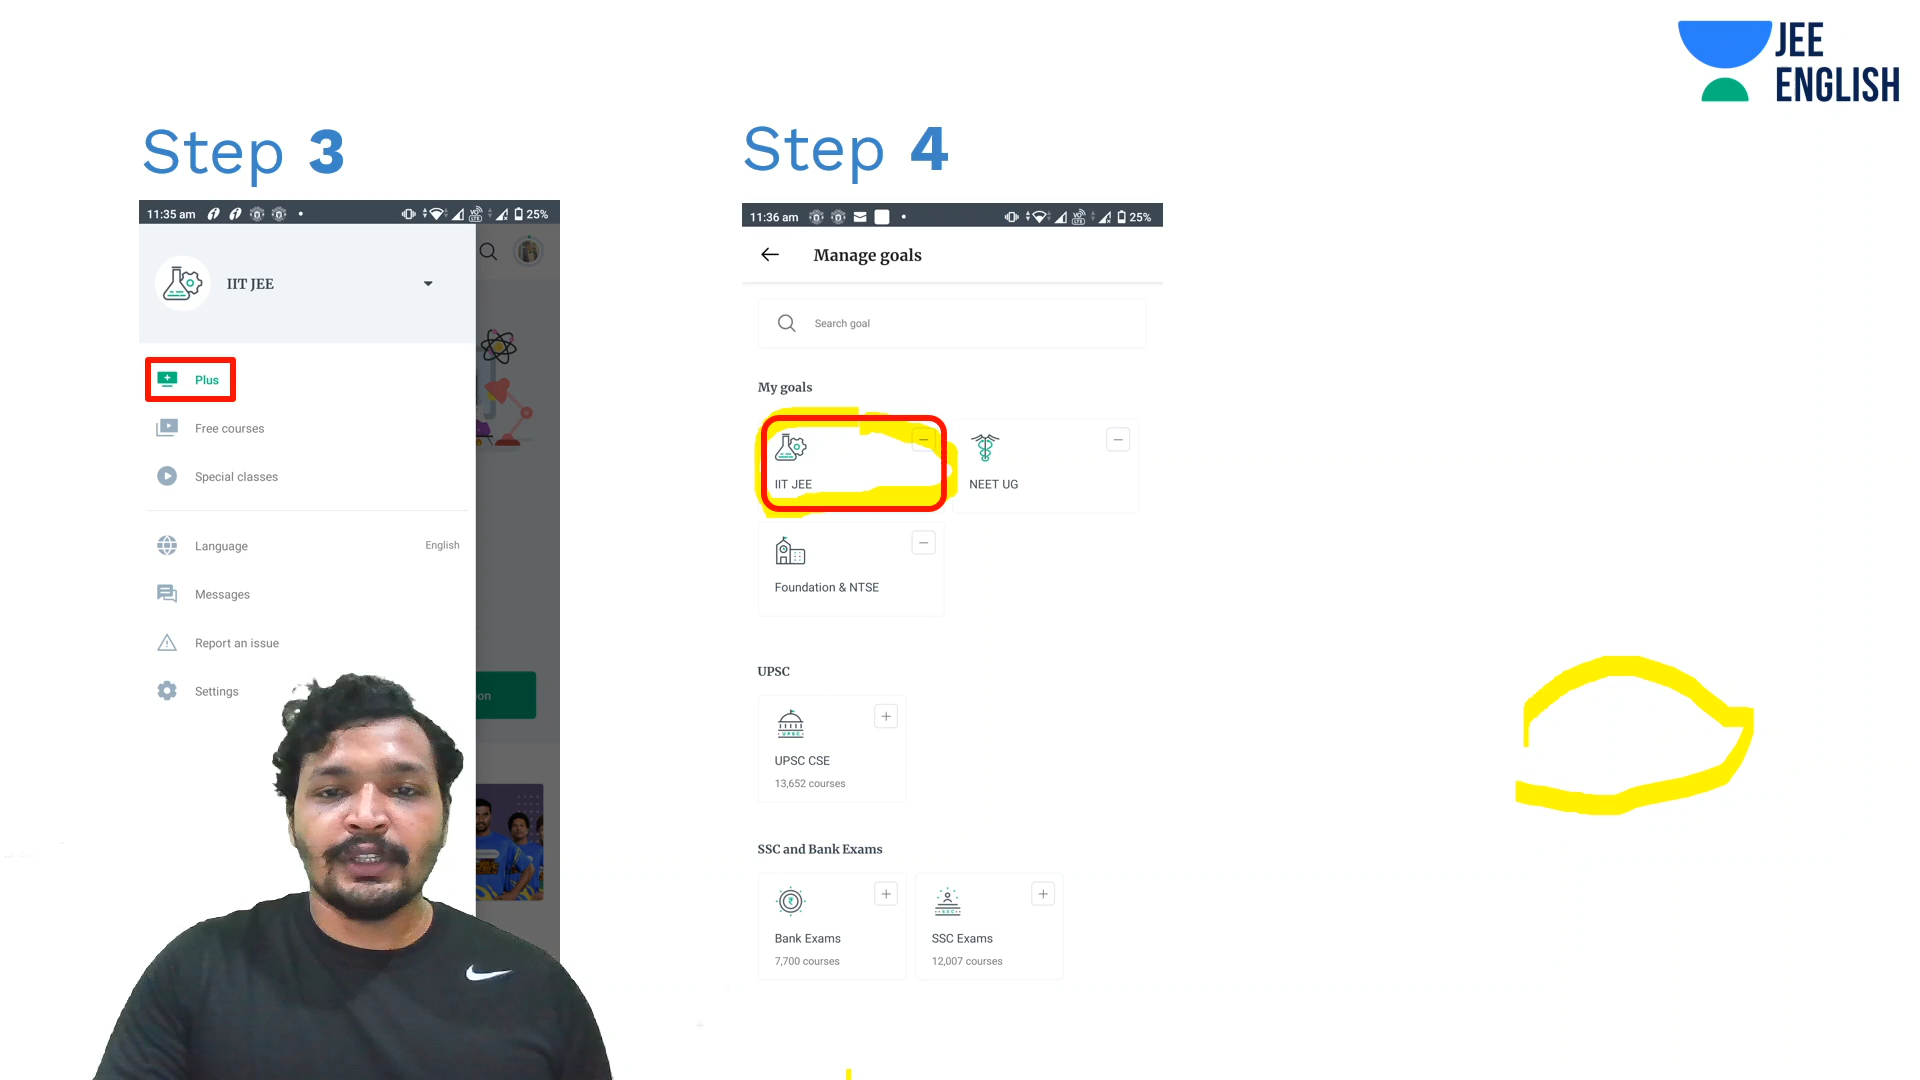 JEE
ENGLISH
Step 3
11:35 am
25%
IIT JEE
Plus
Free courses
Special classes
Language
English
Messages
Report an issue
Settings
on
Step 4
11:36 am
25%
Manage goals
Search goal
My goals
IIT JEE
NEET UG
Foundation & NTSE
UPSC
UPSC
UPSC CSE
13,652 courses
SSC and Bank Exams
SSC
Bank Exams
SSC Exams
7,700 courses
12,007 courses